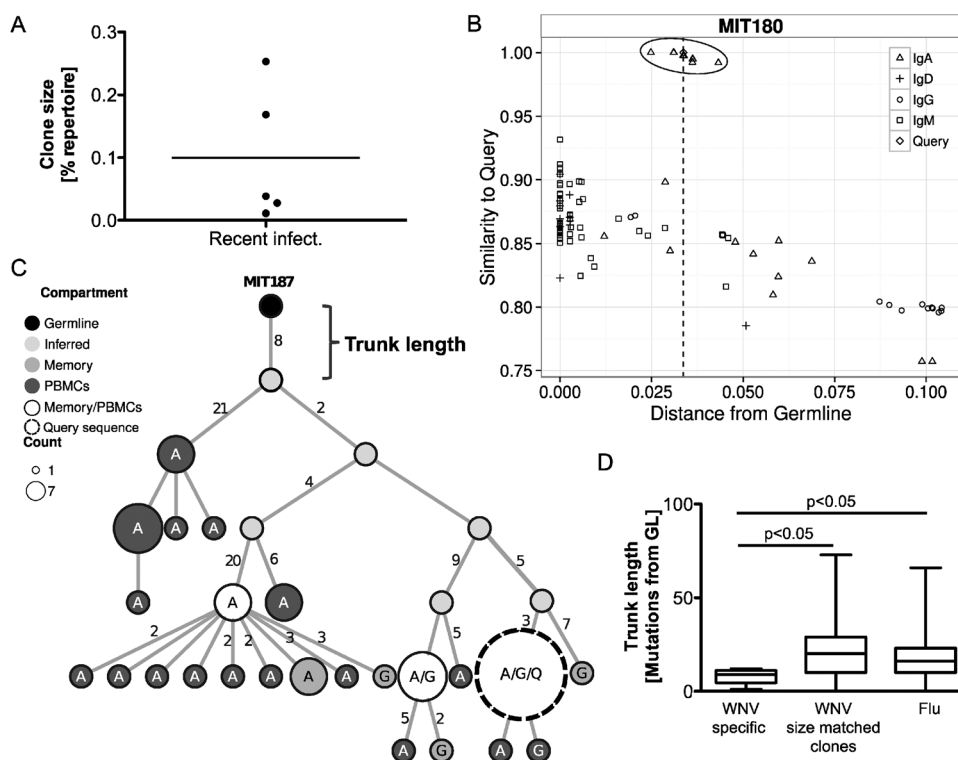 A
0.3
0.2
0.1
0.0
Clone size
[% repertoire]
Recent infect.
B
MIT180
1.00
0.95
0.90
0.85
0.80
0.75
Similarity to Query
IgA
IgD
IgG
IgM
Query
0.000
0.025
0.050
0.075
0.100
Distance from Germline
C
MIT187
Compartment
Germline
Inferred
Memory
PBMCs
Memory/PBMCs
Query sequence
Count
1
7
8
Trunk length
21
2
A
4
A
A
A
20
6
9
5
A
A
A
2
2
2
3
3
5
3
7
A
A
A
A
A
A
A
A
G
A/G
A
A/G/Q
G
5
2
A
G
A
G
D
100
50
0
Trunk length
[Mutations from GL]
p<0.05
p<0.05
WNV
specific
WNV
size matched
clones
Flu